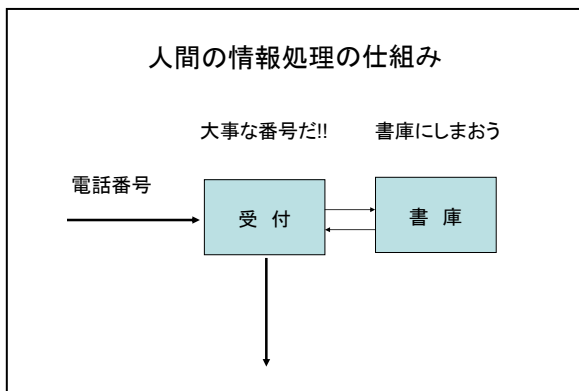 人間の情報処理の仕組み
大事な番号だ!! 書庫にしまおう
電話番号
受 付 書 庫